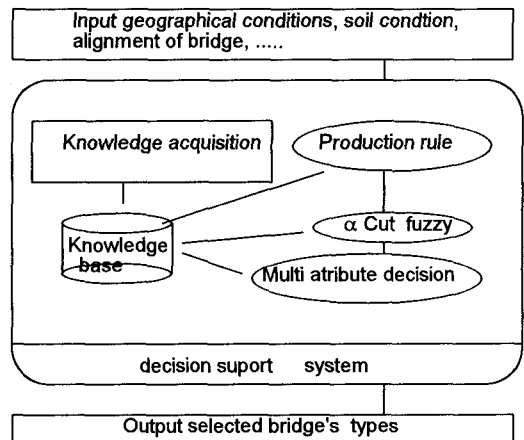 Input geographical conditions, soil condtion,
alignment of bridge, .....
Knowledge acquisition
Production rule
α Cut fuzzy
Knowledge
base
Multi atribute decision
decision suport system
Output selected bridge's types